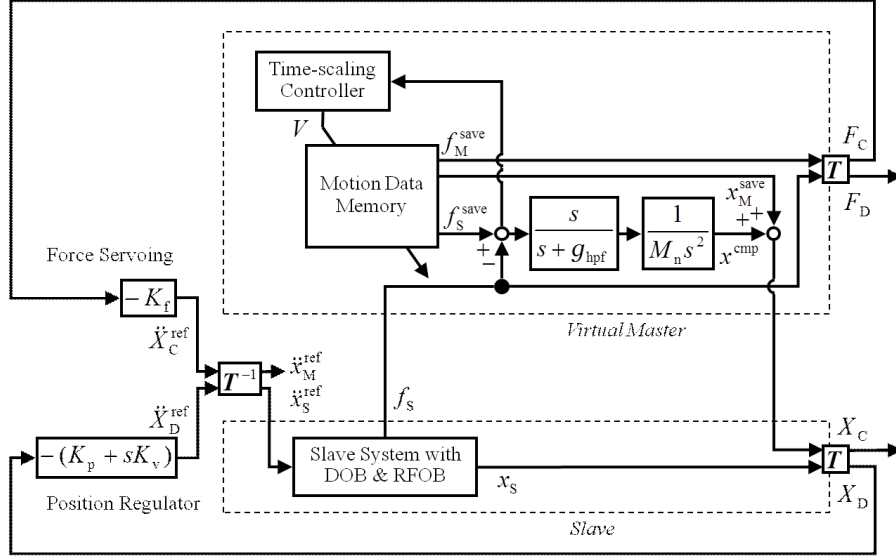 Time-scaling
Controller
V
Motion Data
Memory
f_M^save
f_S^save
+
−
s
s + g_hpf
1
M_n s^2
x_M^save
+
+
x^cmp
T
F_C
F_D
Virtual Master
Force Servoing
− K_f
Ẍ_C^ref
T^−1
ẍ_M^ref
ẍ_S^ref
Ẍ_D^ref
f_S
−(K_p + sK_v)
Position Regulator
Slave System with
DOB & RFOB
x_S
T
X_C
X_D
Slave